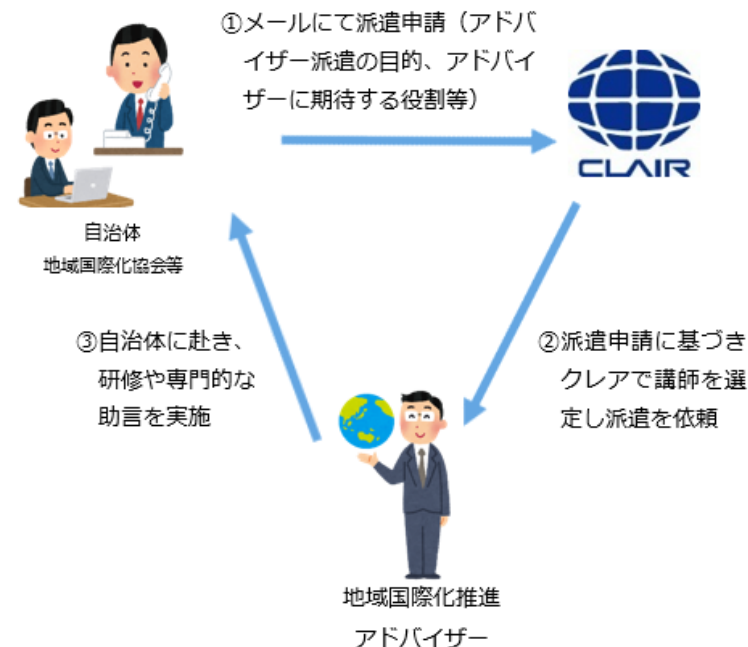 ①メールにて派遣申請（アドバ
イザー派遣の目的、アドバイ
ザーに期待する役割等）
CLAIR
自治体
地域国際化協会等
③自治体に赴き、
研修や専門的な
助言を実施
②派遣申請に基づき
クレアで講師を選
定し派遣を依頼
地域国際化推進
アドバイザー